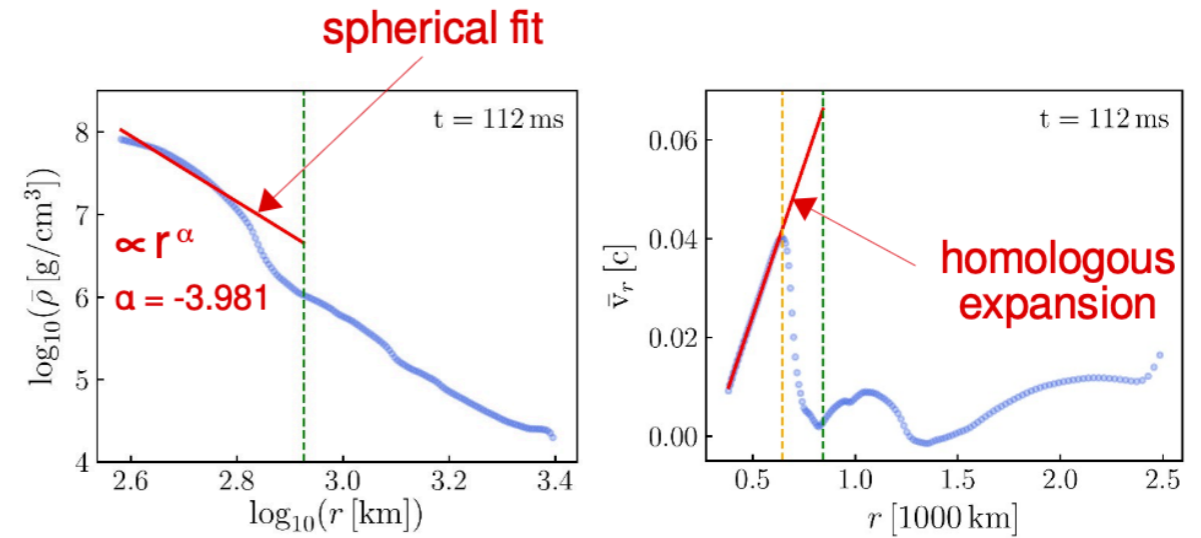 spherical fit
t = 112 ms
8
7
6
5
4
log₁₀(ρ̄ [g/cm³])
∝ r^α
α = -3.981
2.6 2.8 3.0 3.2 3.4
log₁₀(r [km])
t = 112 ms
0.06
0.04
0.02
0.00
v̄ᵣ [c]
homologous
expansion
0.5 1.0 1.5 2.0 2.5
r [1000 km]